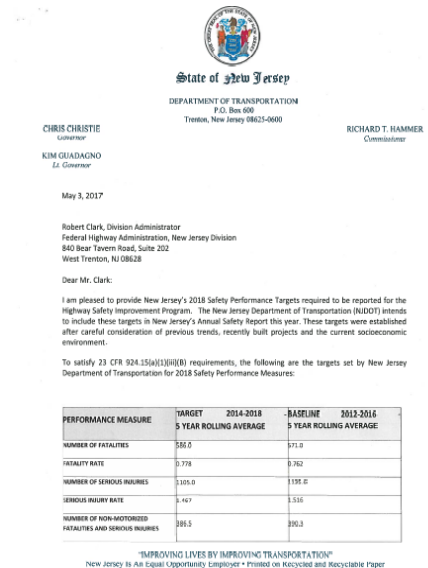 State of New Jersey
DEPARTMENT OF TRANSPORTATION
P.O. Box 600
Trenton, New Jersey 08625-0600
CHRIS CHRISTIE
Governor
KIM GUADAGNO
Lt. Governor
RICHARD T. HAMMER
Commissioner
May 3, 2017
Robert Clark, Division Administrator
Federal Highway Administration, New Jersey Division
840 Bear Tavern Road, Suite 202
West Trenton, NJ 08628
Dear Mr. Clark:
I am pleased to provide New Jersey's 2018 Safety Performance Targets required to be reported for the
Highway Safety Improvement Program. The New Jersey Department of Transportation (NJDOT) intends
to include these targets in New Jersey's Annual Safety Report this year. These targets were established
after careful consideration of previous trends, recently built projects and the current socioeconomic
environment.
To satisfy 23 CFR 924.15(a)(1)(iii)(B) requirements, the following are the targets set by New Jersey
Department of Transportation for 2018 Safety Performance Measures:
PERFORMANCE MEASURE
TARGET 2014-2018
5 YEAR ROLLING AVERAGE
BASELINE 2012-2016
5 YEAR ROLLING AVERAGE
NUMBER OF FATALITIES 586.0 571.0
FATALITY RATE 0.778 0.762
NUMBER OF SERIOUS INJURIES 1105.0
SERIOUS INJURY RATE 1.467 1.516
NUMBER OF NON-MOTORIZED
FATALITIES AND SERIOUS INJURIES 386.5 390.3
"IMPROVING LIVES BY IMPROVING TRANSPORTATION"
New Jersey Is An Equal Opportunity Employer • Printed on Recycled and Recyclable Paper